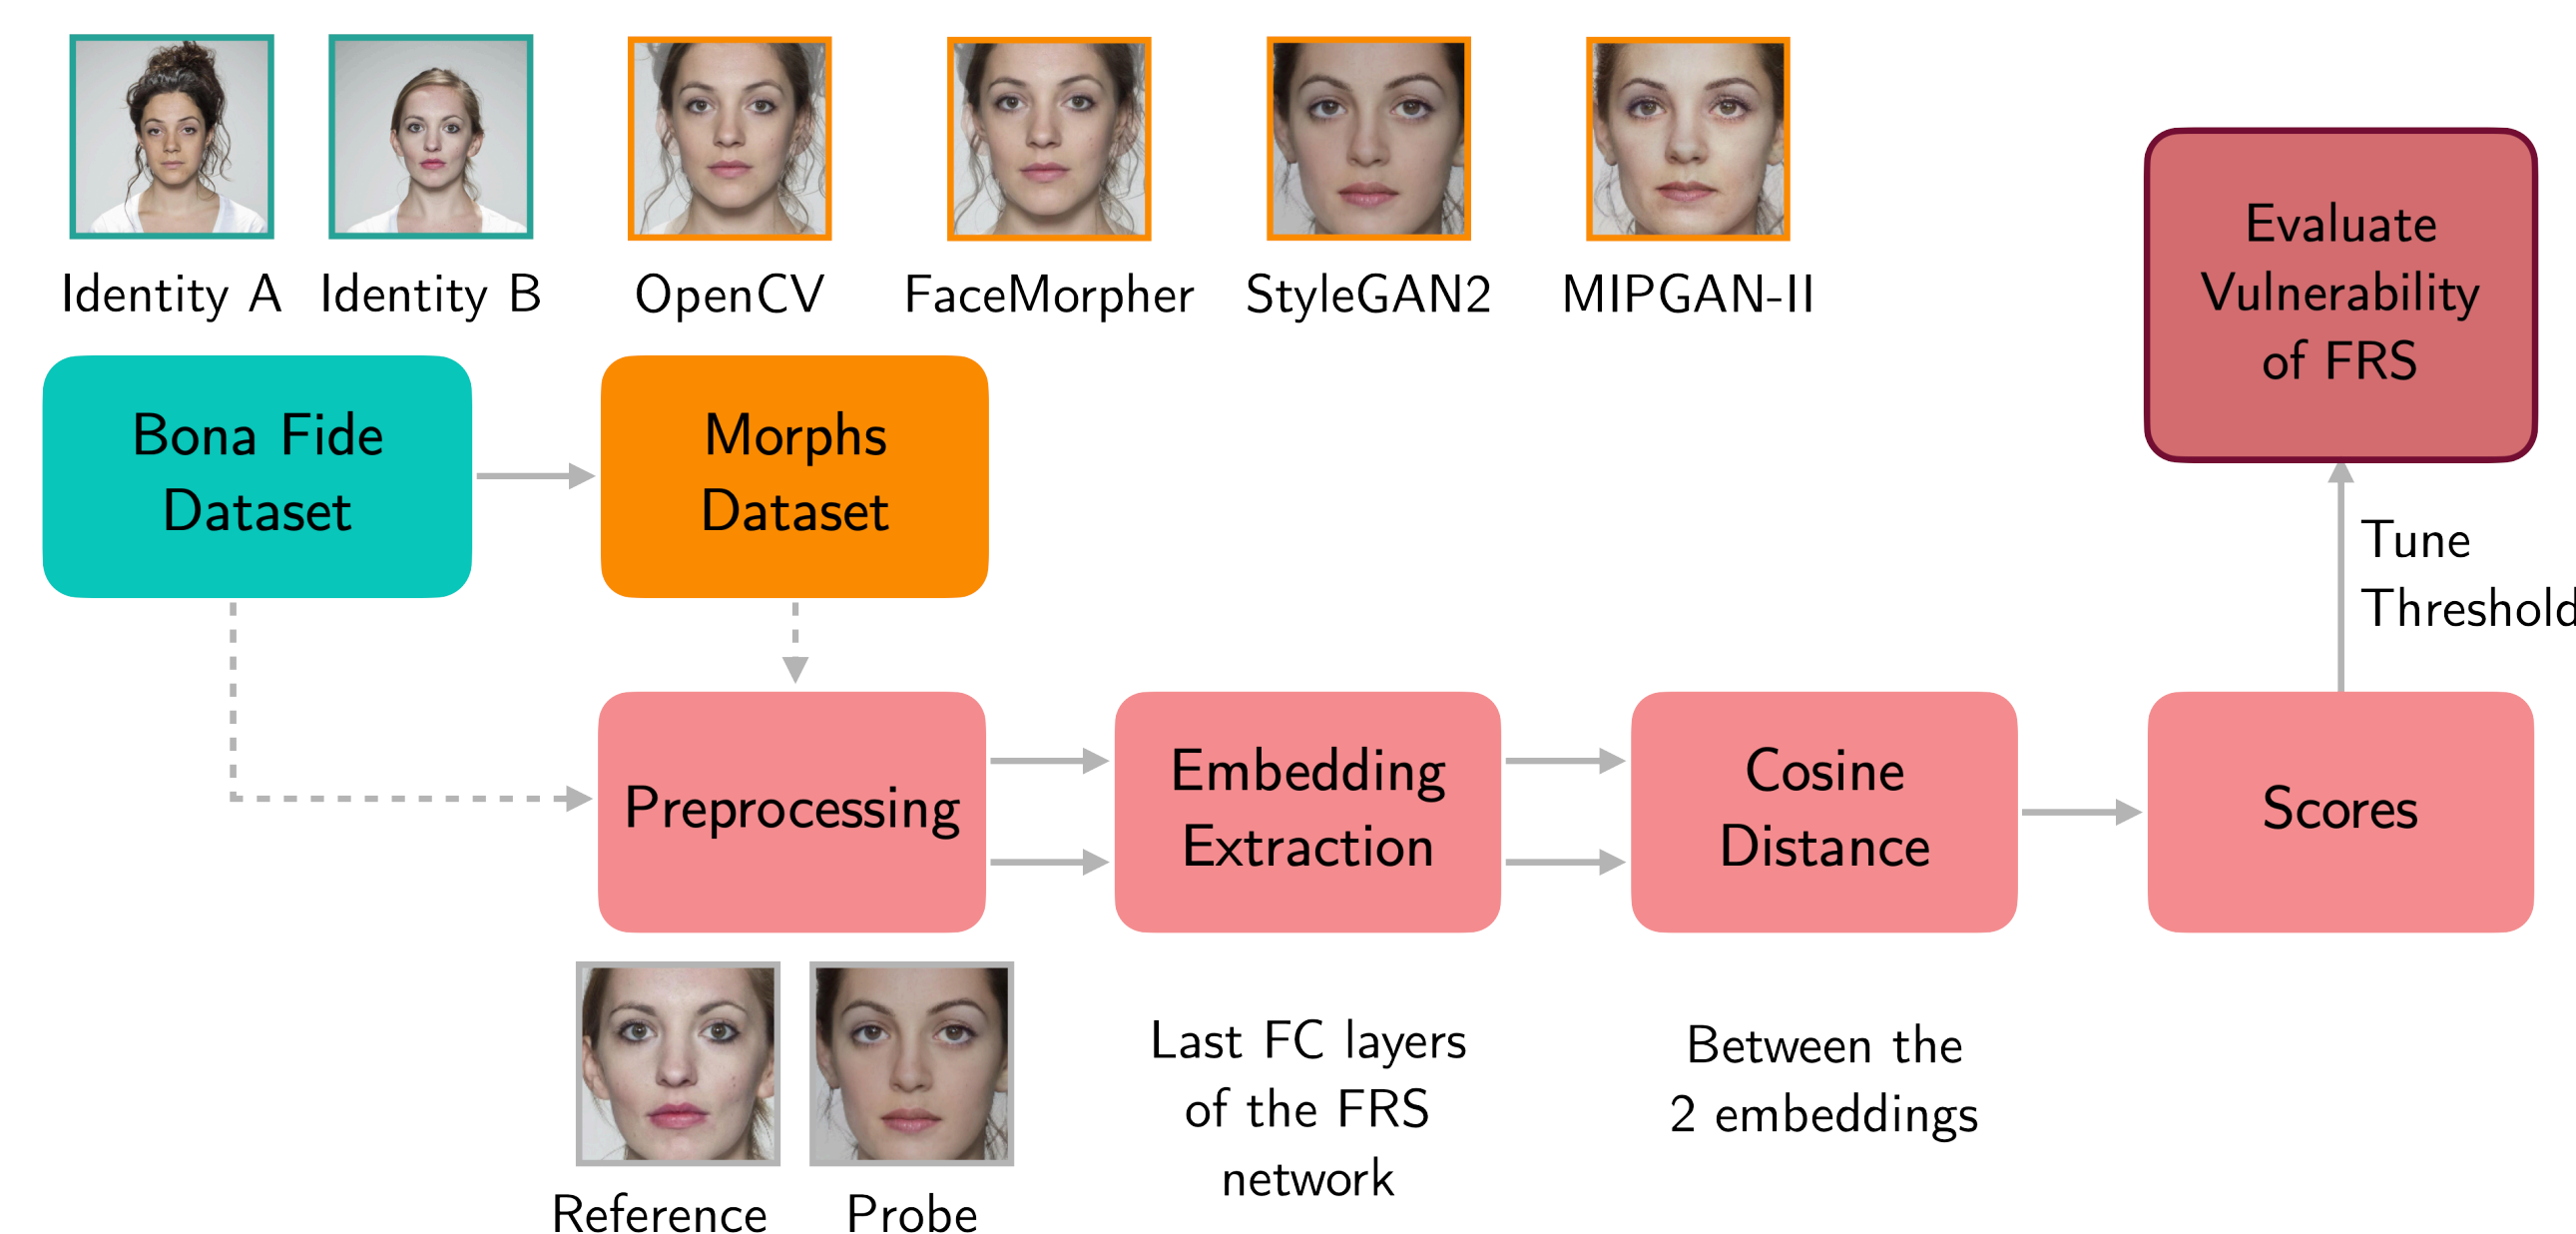 Identity A
Identity B
OpenCV
FaceMorpher
StyleGAN2
MIPGAN-II
Evaluate
Vulnerability
of FRS
Bona Fide
Dataset
Morphs
Dataset
Tune
Threshold
Preprocessing
Embedding
Extraction
Cosine
Distance
Scores
Reference
Probe
Last FC layers
of the FRS
network
Between the
2 embeddings